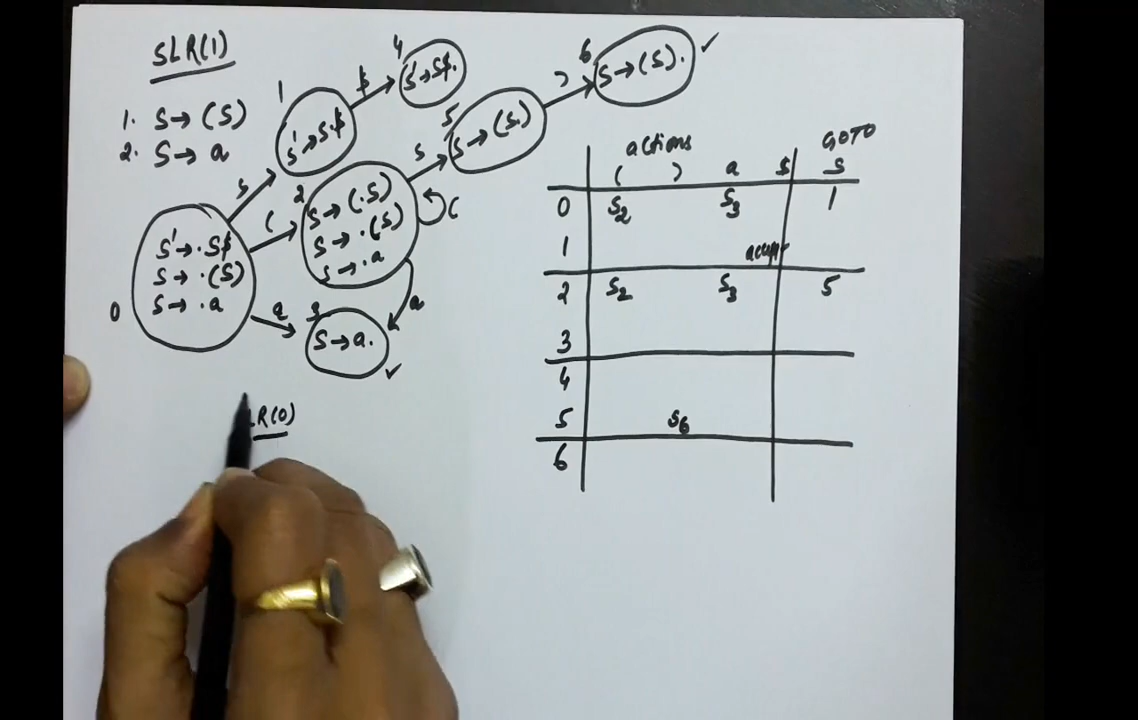 SLR(1)
1. S → (S)
2. S → a
0
S' → .S$
S → .(S)
S → .a
S
(
a
1
S' → S.$
$
4
S' → S$.
2
S → (.S)
S → .(S)
S → .a
(
a
S
5
S → (S.)
)
6
S → (S).
3
S → a.
LR(0)
actions GOTO
( ) a $ S
0 S2 S3 1
1 accept
2 S2 S3 5
3
4
5 S6
6